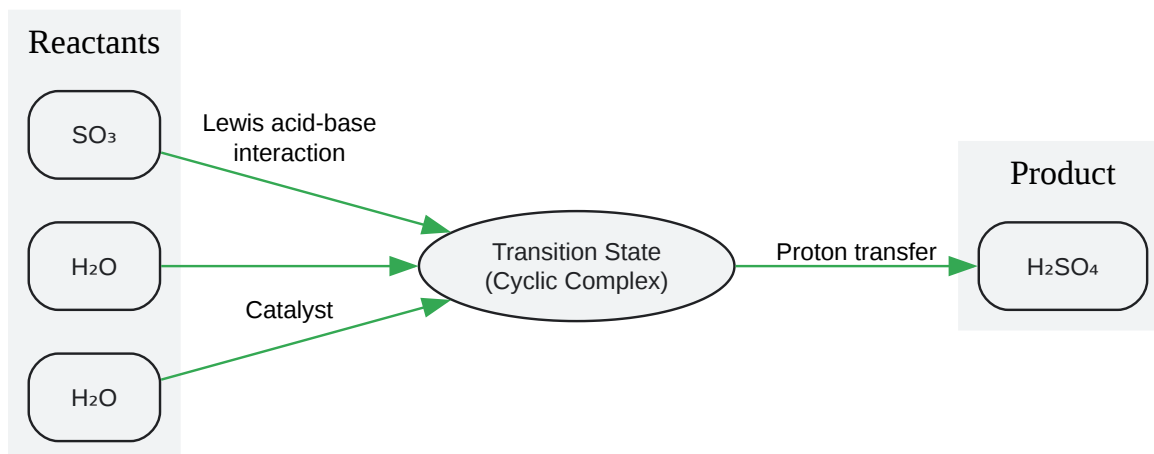 Reactants
SO₃
Lewis acid-base
interaction
H₂O
Catalyst
H₂O
Transition State
(Cyclic Complex)
Proton transfer
Product
H₂SO₄